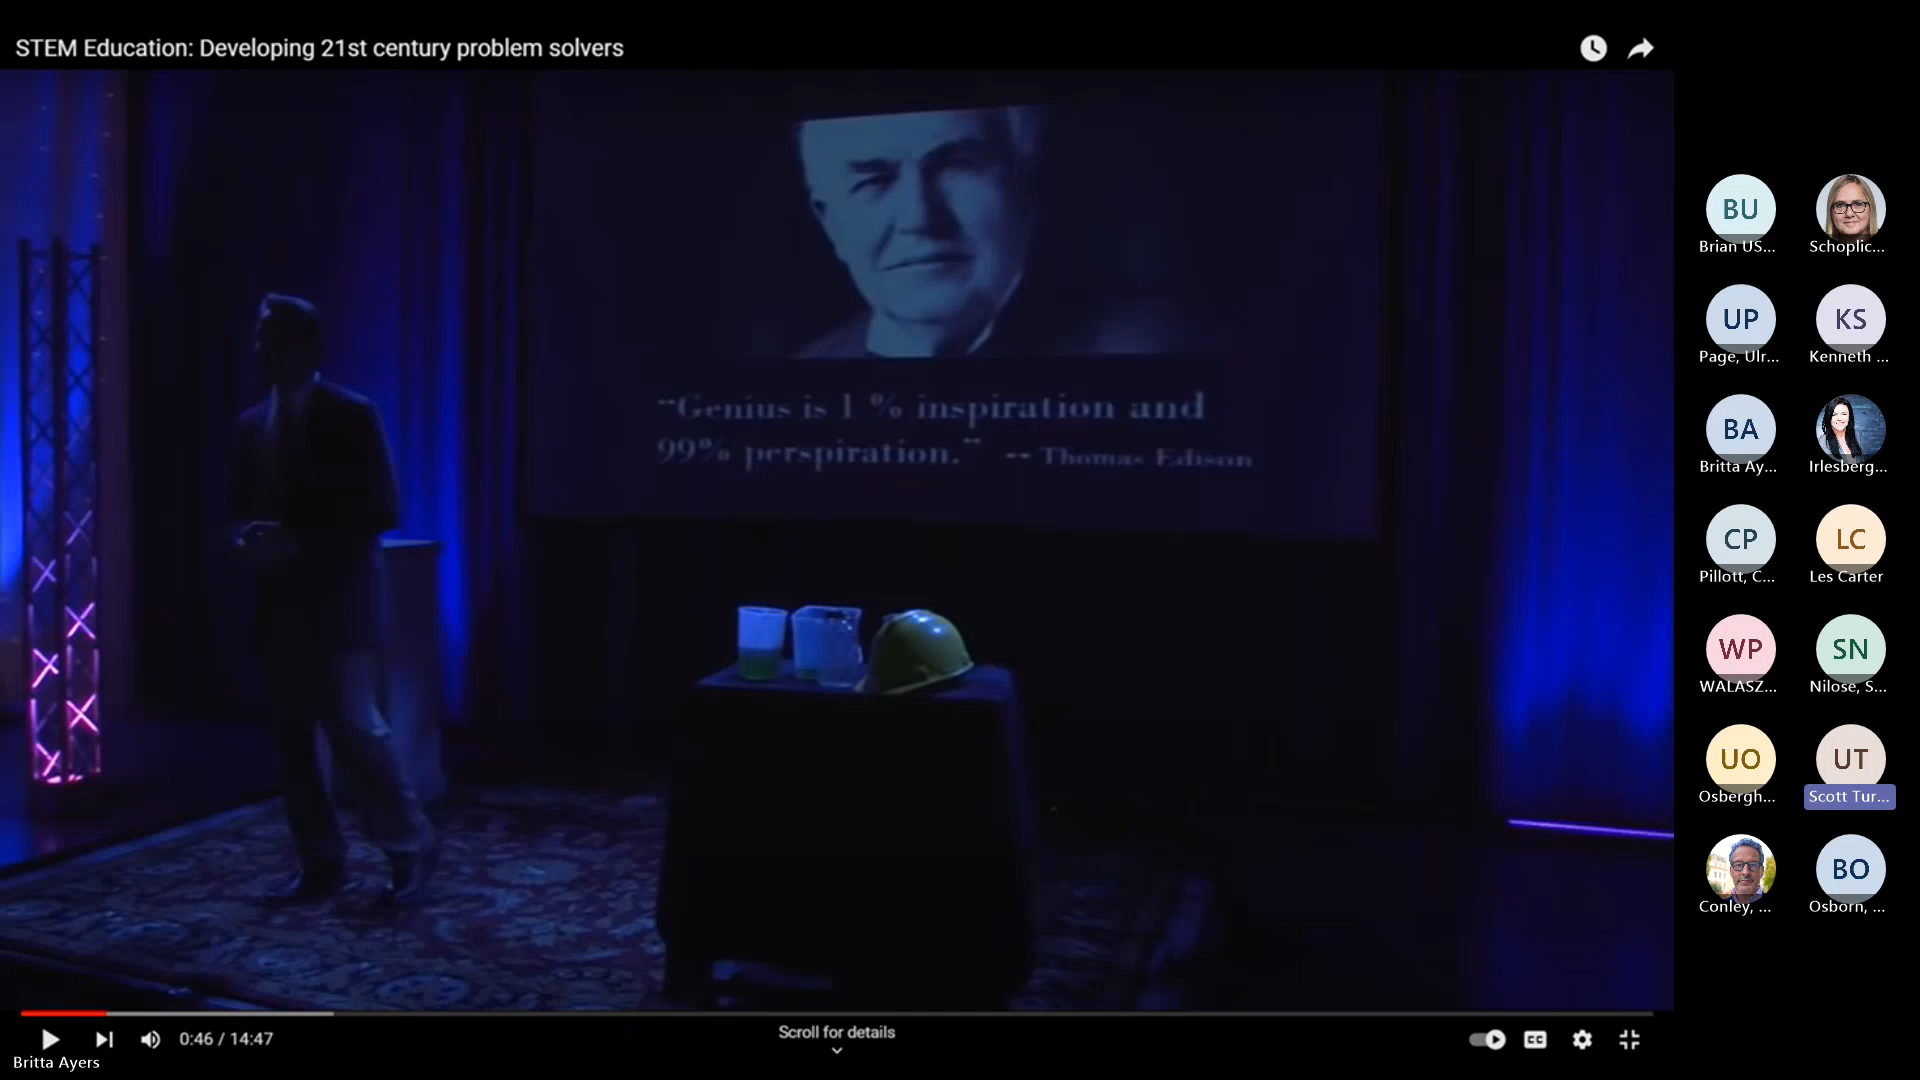 STEM Education: Developing 21st century problem solvers
"Genius is 1 % inspiration and
99% perspiration." -- Thomas Edison
BU
Brian US...
Schoplic...
UP
Page, Ulr...
KS
Kenneth ...
BA
Britta Ay...
Irlesberg...
CP
Pillott, C...
LC
Les Carter
WP
WALASZ...
SN
Nilose, S...
UO
Osbergh...
UT
Scott Tur...
Conley, ...
BO
Osborn, ...
0:46 / 14:47
Scroll for details
CC
Britta Ayers